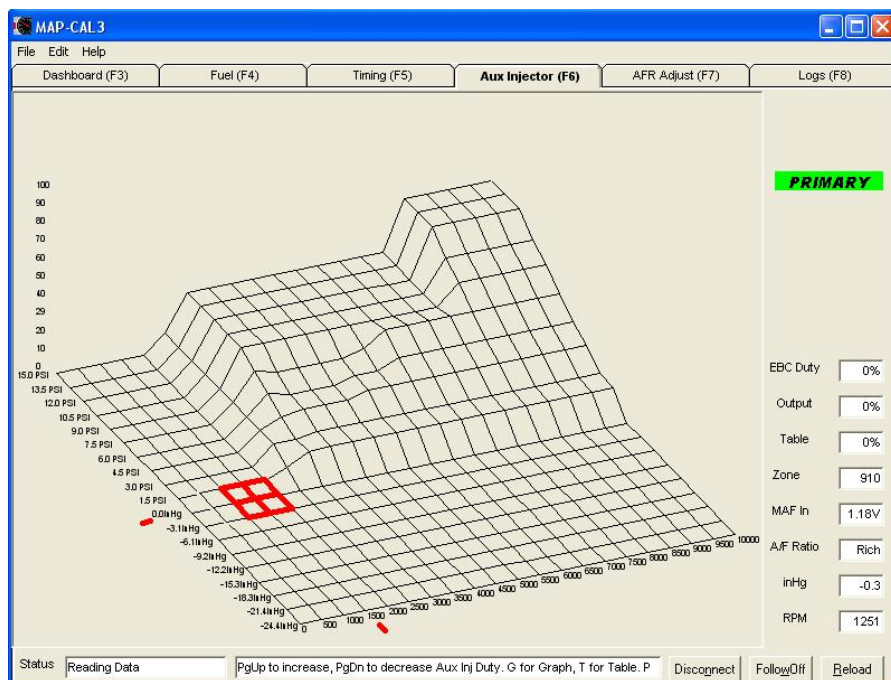 MAP-CAL3
File Edit Help
Dashboard (F3) Fuel (F4) Timing (F5) Aux Injector (F6) AFR Adjust (F7) Logs (F8)
PRIMARY
100
90
80
70
60
50
40
29
20
10
0
15.0 PSI
13.5 PSI
12.0 PSI
10.5 PSI
9.0 PSI
7.5 PSI
6.0 PSI
4.5 PSI
3.0 PSI
1.5 PSI
0.0InHg
-3.1InHg
-6.1InHg
-9.2InHg
-12.2InHg
-15.3InHg
-18.3InHg
-21.4InHg
-24.4InHg
0 500 1000 1500 2000 2500 3000 3500 4000 4500 5000 5500 6000 6500 7000 7500 8000 8500 9000 9500 10000
EBC Duty 0%
Output 0%
Table 0%
Zone 910
MAF In 1.18V
A/F Ratio Rich
inHg -0.3
RPM 1251
Status Reading Data PgUp to increase, PgDn to decrease Aux Inj Duty. G for Graph, T for Table. P Disconnect FollowOff Reload